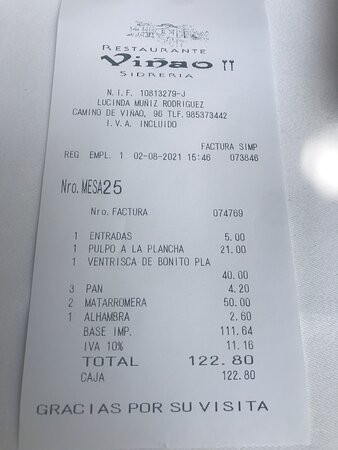 RESTAURANTE
Viñao
SIDRERIA
N.I.F. 10813279-J
LUCINDA MUÑIZ RODRIGUEZ
CAMINO DE VIÑAO, 96 TLF.985373442
I.V.A. INCLUIDO
FACTURA SIMP
REG EMPL. 1 02-08-2021 15:46 073846
Nro. MESA 25
Nro. FACTURA 074769
1 ENTRADAS 5.00
1 PULPO A LA PLANCHA 21.00
1 VENTRISCA DE BONITO PLA
40.00
3 PAN 4.20
2 MATARROMERA 50.00
1 ALHAMBRA 2.60
BASE IMP. 111.64
IVA 10% 11.16
TOTAL 122.80
CAJA 122.80
GRACIAS POR SU VISITA